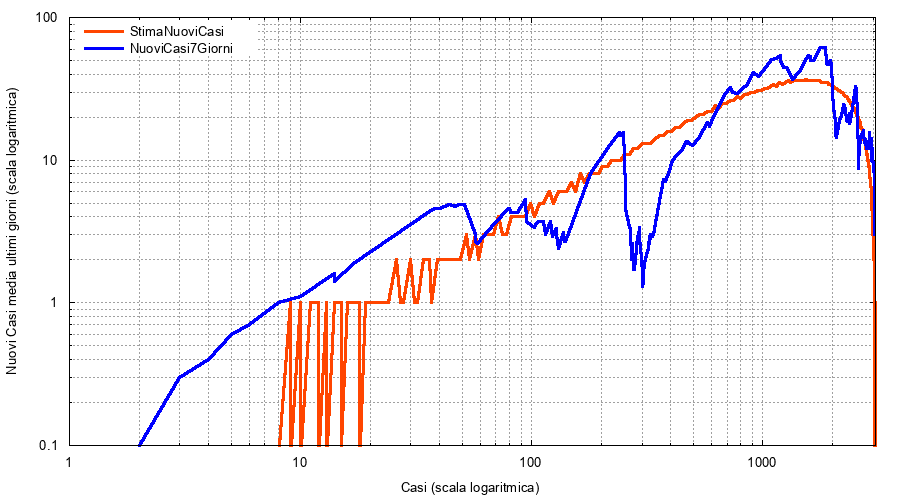 100
StimaNuoviCasi
NuoviCasi7Giorni
10
1
0.1
1
10
100
1000
Nuovi Casi media ultimi giorni (scala logaritmica)
Casi (scala logaritmica)